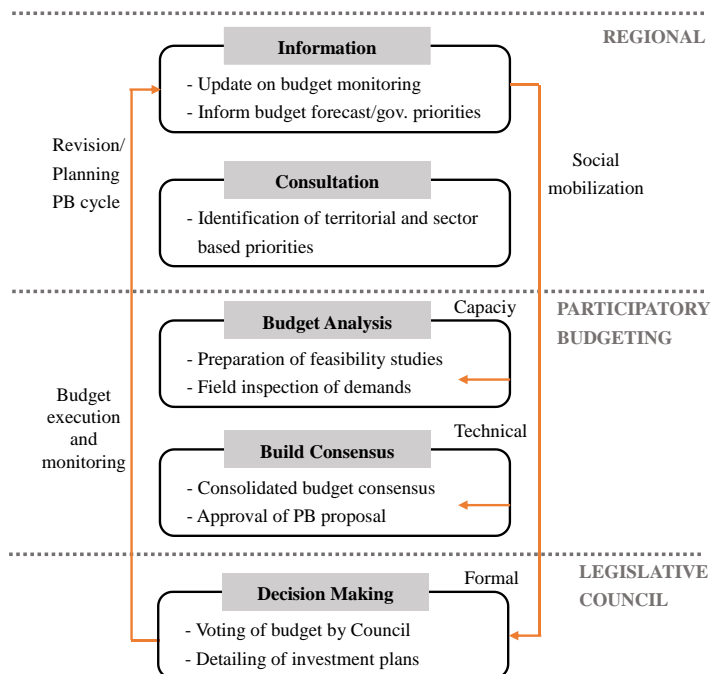 REGIONAL
Information
- Update on budget monitoring
- Inform budget forecast/gov. priorities
Revision/
Planning
PB cycle
Social
mobilization
Consultation
- Identification of territorial and sector
based priorities
PARTICIPATORY
BUDGETING
Capaciy
Budget Analysis
- Preparation of feasibility studies
- Field inspection of demands
Budget
execution
and
monitoring
Technical
Build Consensus
- Consolidated budget consensus
- Approval of PB proposal
LEGISLATIVE
COUNCIL
Formal
Decision Making
- Voting of budget by Council
- Detailing of investment plans